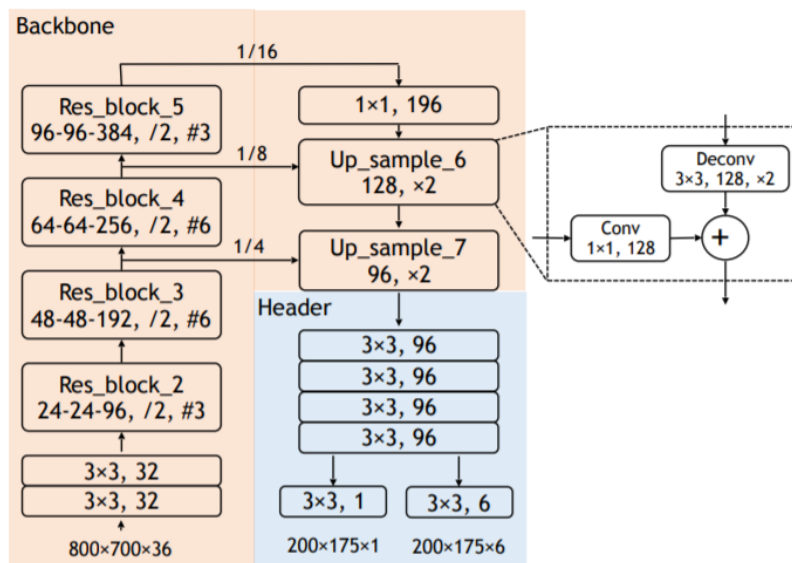 Backbone
1/16
Res_block_5
96-96-384, /2, #3
1/8
Res_block_4
64-64-256, /2, #6
1/4
Res_block_3
48-48-192, /2, #6
Res_block_2
24-24-96, /2, #3
3×3, 32
3×3, 32
800×700×36
1×1, 196
Up_sample_6
128, ×2
Up_sample_7
96, ×2
Deconv
3×3, 128, ×2
Conv
1×1, 128
+
Header
3×3, 96
3×3, 96
3×3, 96
3×3, 96
3×3, 1
3×3, 6
200×175×1
200×175×6